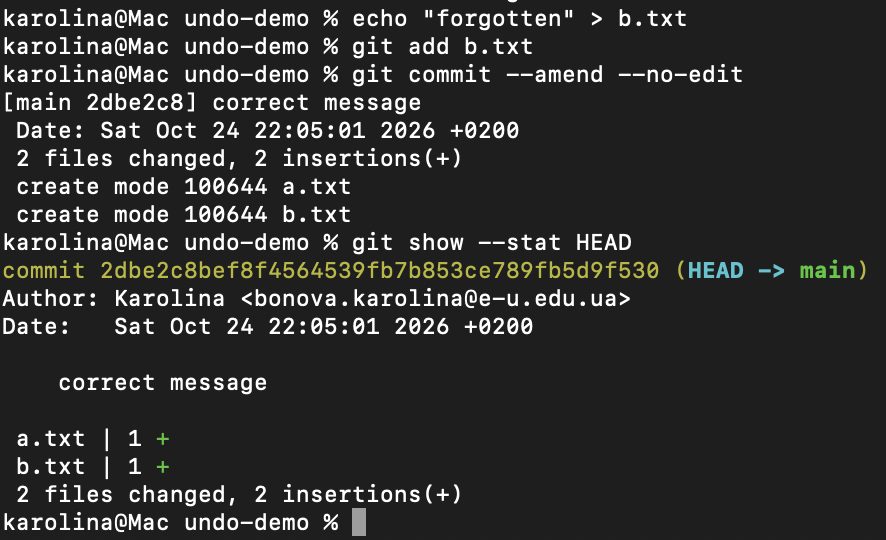 karolina@Mac undo-demo % echo "forgotten" > b.txt
karolina@Mac undo-demo % git add b.txt
karolina@Mac undo-demo % git commit --amend --no-edit
[main 2dbe2c8] correct message
 Date: Sat Oct 24 22:05:01 2026 +0200
 2 files changed, 2 insertions(+)
 create mode 100644 a.txt
 create mode 100644 b.txt
karolina@Mac undo-demo % git show --stat HEAD
commit 2dbe2c8bef8f4564539fb7b853ce789fb5d9f530 (HEAD -> main)
Author: Karolina <bonova.karolina@e-u.edu.ua>
Date:   Sat Oct 24 22:05:01 2026 +0200

    correct message

 a.txt | 1 +
 b.txt | 1 +
 2 files changed, 2 insertions(+)
karolina@Mac undo-demo %